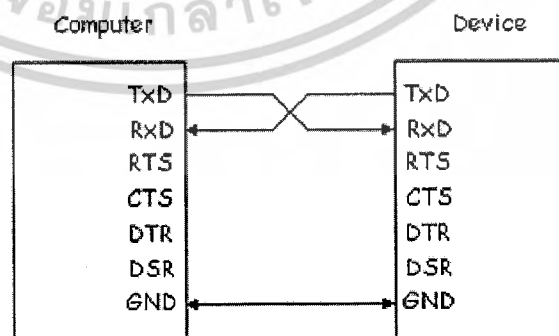 Computer Device
TxD TxD
RxD RxD
RTS RTS
CTS CTS
DTR DTR
DSR DSR
GND GND